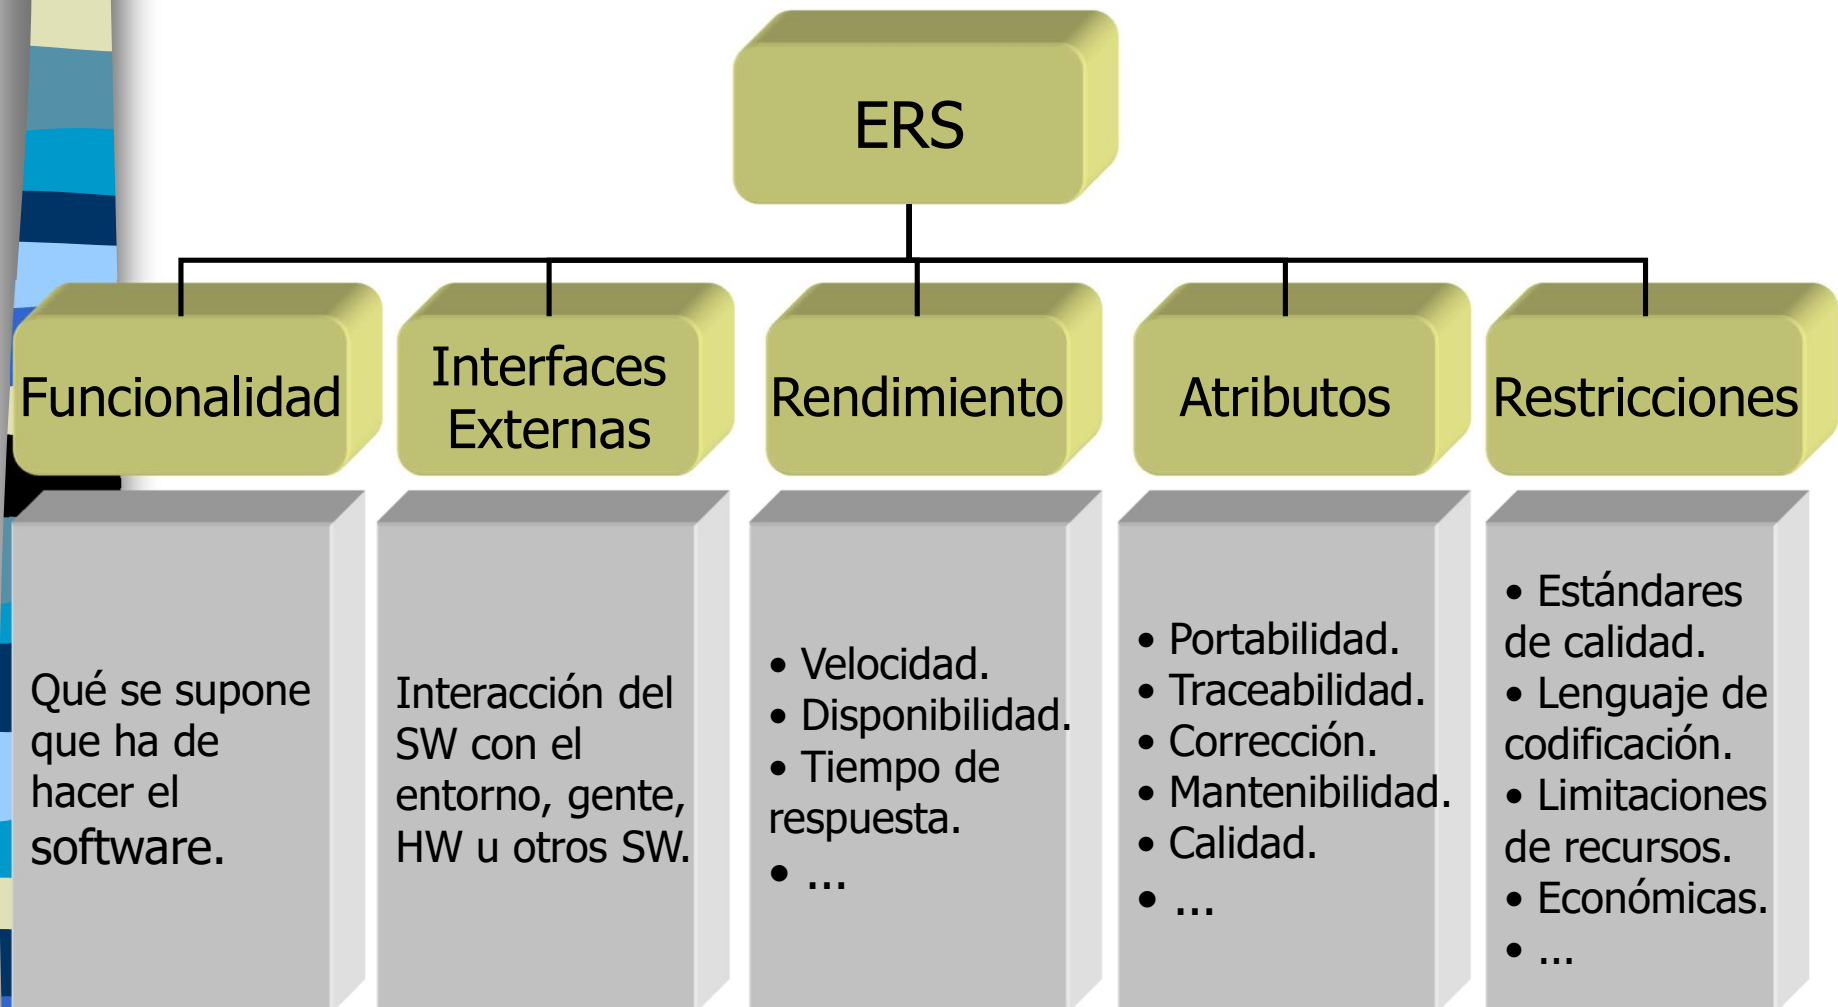 ERS
Funcionalidad
Interfaces
Externas
Rendimiento
Atributos
Restricciones
Qué se supone
que ha de
hacer el
software.
Interacción del
SW con el
entorno, gente,
HW u otros SW.
• Velocidad.
• Disponibilidad.
• Tiempo de
respuesta.
• ...
• Portabilidad.
• Traceabilidad.
• Corrección.
• Mantenibilidad.
• Calidad.
• ...
• Estándares
de calidad.
• Lenguaje de
codificación.
• Limitaciones
de recursos.
• Económicas.
• ...